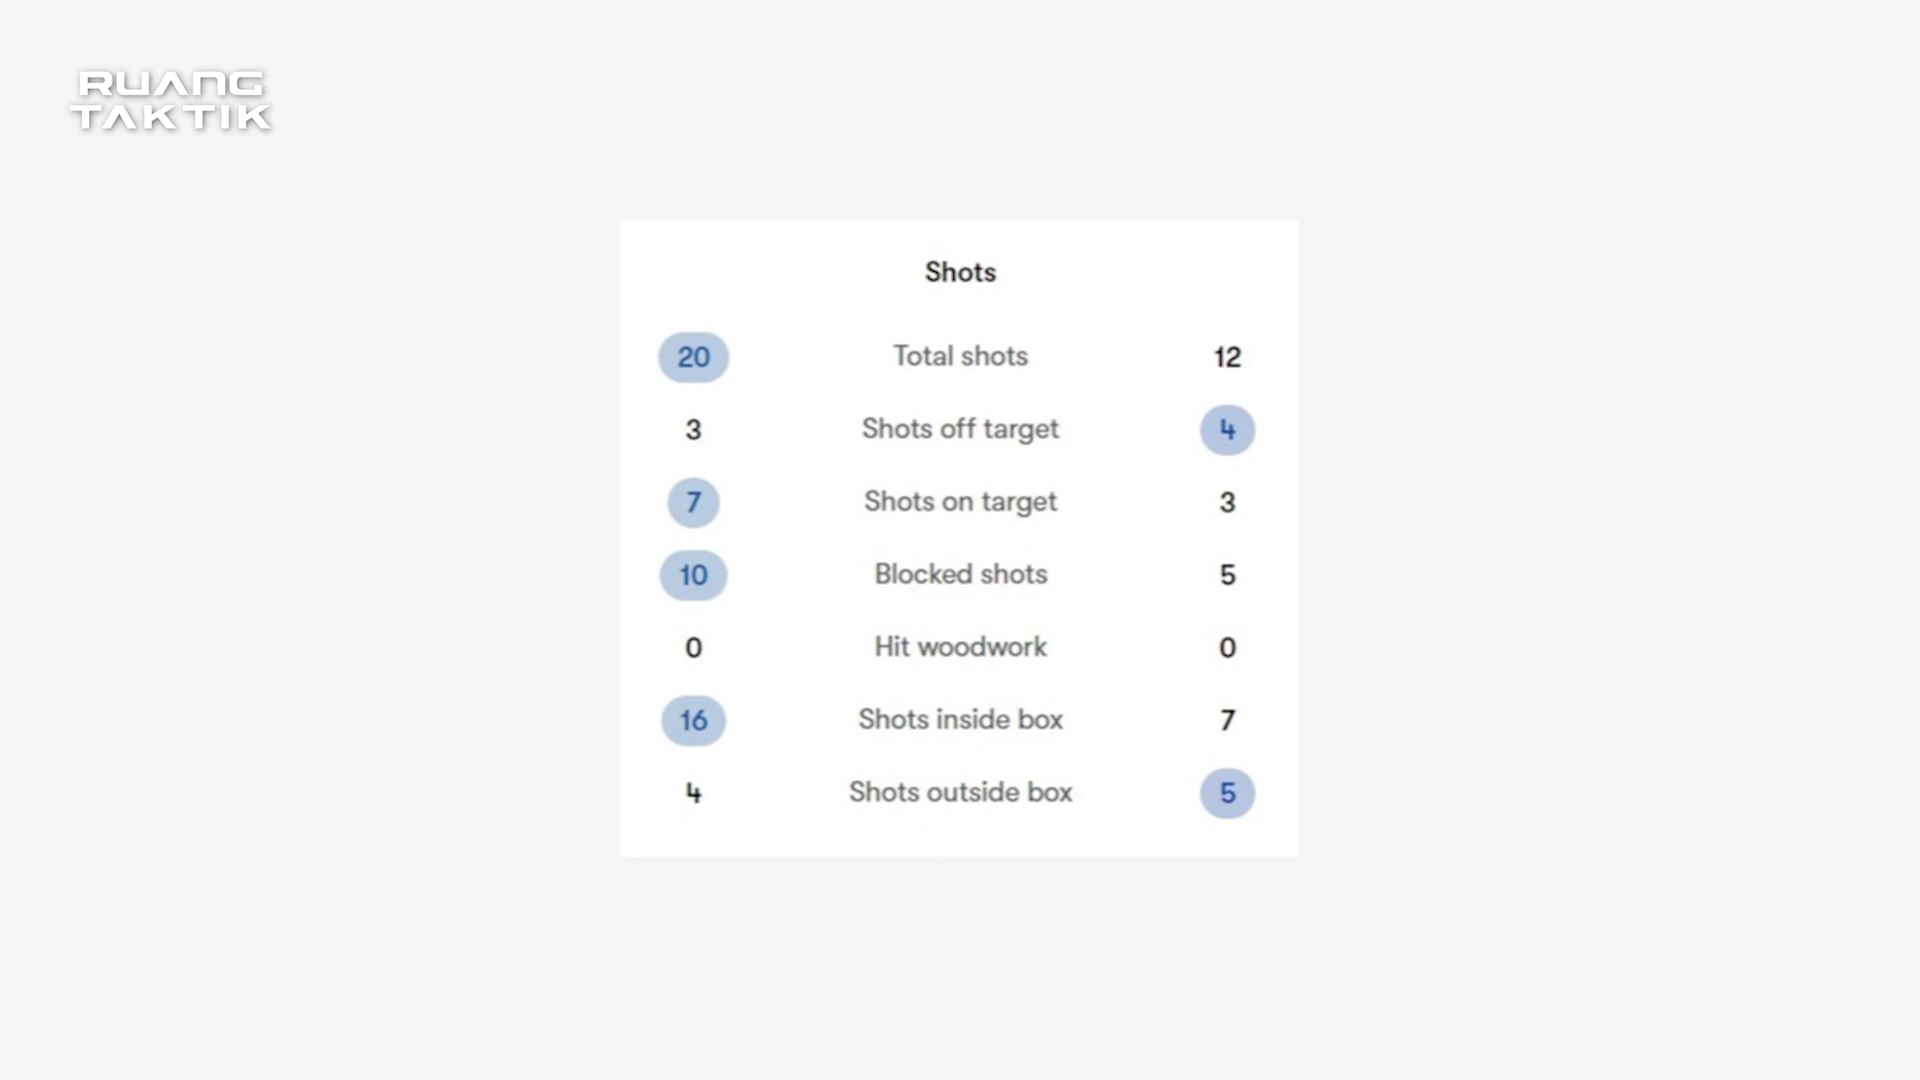 RUANG
TAKTIK
Shots
20 Total shots 12
3 Shots off target 4
7 Shots on target 3
10 Blocked shots 5
0 Hit woodwork 0
16 Shots inside box 7
4 Shots outside box 5